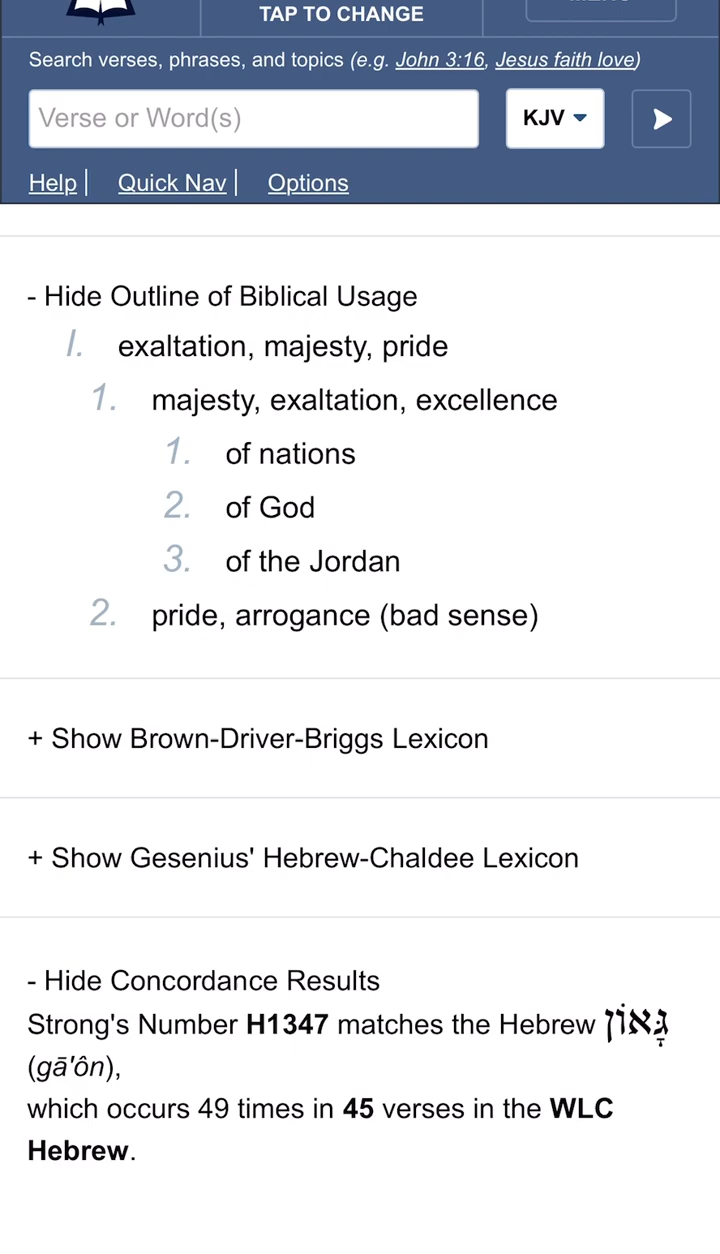 TAP TO CHANGE
Search verses, phrases, and topics (e.g. John 3:16, Jesus faith love)
Verse or Word(s)
KJV
Help | Quick Nav | Options
- Hide Outline of Biblical Usage
I. exaltation, majesty, pride
1. majesty, exaltation, excellence
1. of nations
2. of God
3. of the Jordan
2. pride, arrogance (bad sense)
+ Show Brown-Driver-Briggs Lexicon
+ Show Gesenius' Hebrew-Chaldee Lexicon
- Hide Concordance Results
Strong's Number H1347 matches the Hebrew גָּאוֹן
(gā'ôn),
which occurs 49 times in 45 verses in the WLC
Hebrew.